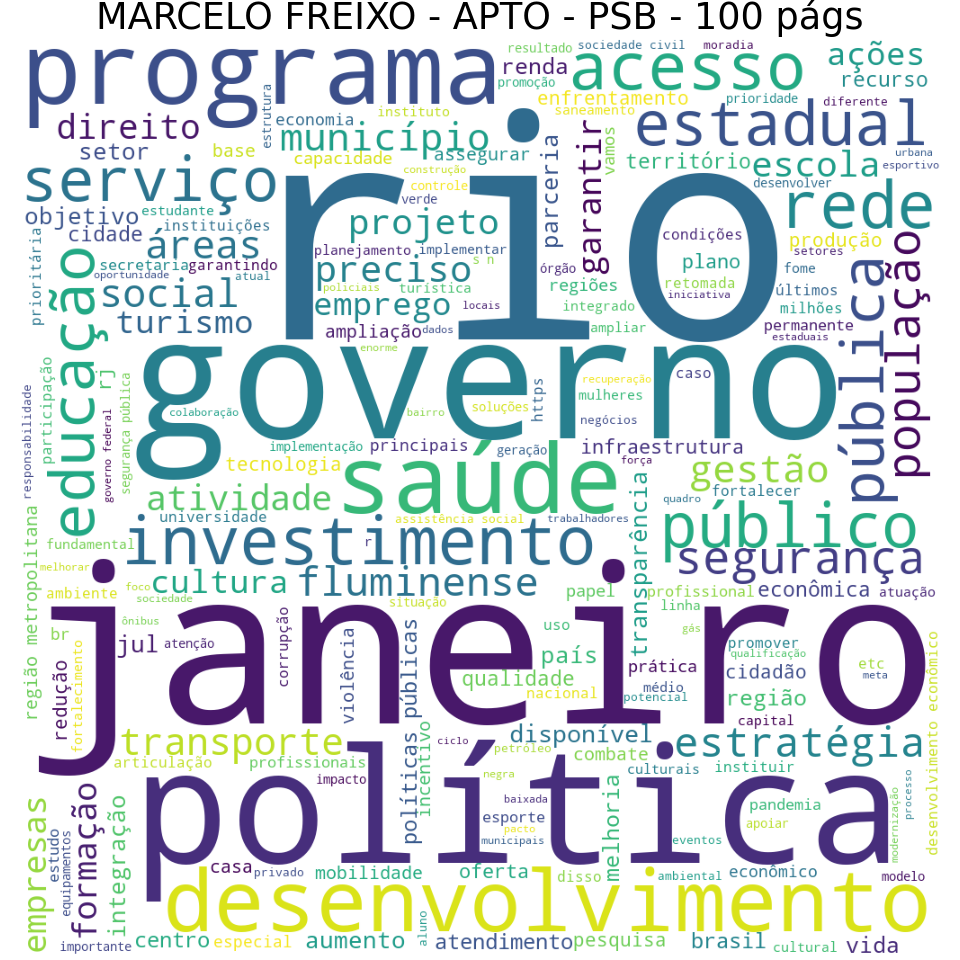 MARCELO FREIXO - APTO - PSB - 100 págs
programa
resultado
sociedade civil
moradia
renda
promoção
acesso
ações
recurso
direito
estrutura
economia
instituto
enfrentamento
saneamento
prioridade
diferente
município
estadual
setor
base
capacidade
assegurar
parceria
garantir
vamos
território
escola
urbana
esportivo
serviço
construção
controle
verde
rio
desenvolver
rede
objetivo
estudante
cidade
instituições
projeto
condições
produção
áreas
planejamento
implementar
setores
prioritária
secretaria
garantindo
oportunidade
atual
preciso
s n
órgão
regiões
plano
fome
retomada
iniciativa
últimos
social
policiais
turística
emprego
locais
integrado
milhões
turismo
ampliação
dados
ampliar
permanente
estaduais
educação
governo
enorme
pública
população
rj
participação
responsabilidade
governo federal
segurança pública
colaboração
bairro
soluções
https
recuperação
mulheres
caso
negócios
implementação
principais
geração
infraestrutura
força
tecnologia
saúde
gestão
fortalecer
quadro
atividade
universidade
assistência social
trabalhadores
transparência
público
fundamental
investimento
r
segurança
região metropolitana
melhorar
ambiente
foco
sociedade
cultura
fluminense
papel
profissional
econômica
atuação
situação
linha
janeiro
ônibus
br
jul
atenção
corrupção
violência
políticas públicas
uso
país
gás
promover
qualificação
cidadão
etc
meta
redução
fortalecimento
qualidade
nacional
prática
médio
potencial
região
capital
desenvolvimento econômico
transporte
articulação
profissionais
incentivo
ciclo
petróleo
disponível
combate
estratégia
culturais
instituir
política
impacto
negra
baixada
esporte
pacto
municipais
melhoria
pandemia
apoiar
eventos
modernização
processo
empresas
estudo
equipamentos
formação
integração
casa
privado
mobilidade
oferta
disso
ambiental
econômico
modelo
desenvolvimento
importante
centro
especial
aumento
aluno
atendimento
pesquisa
brasil
cultural
vida